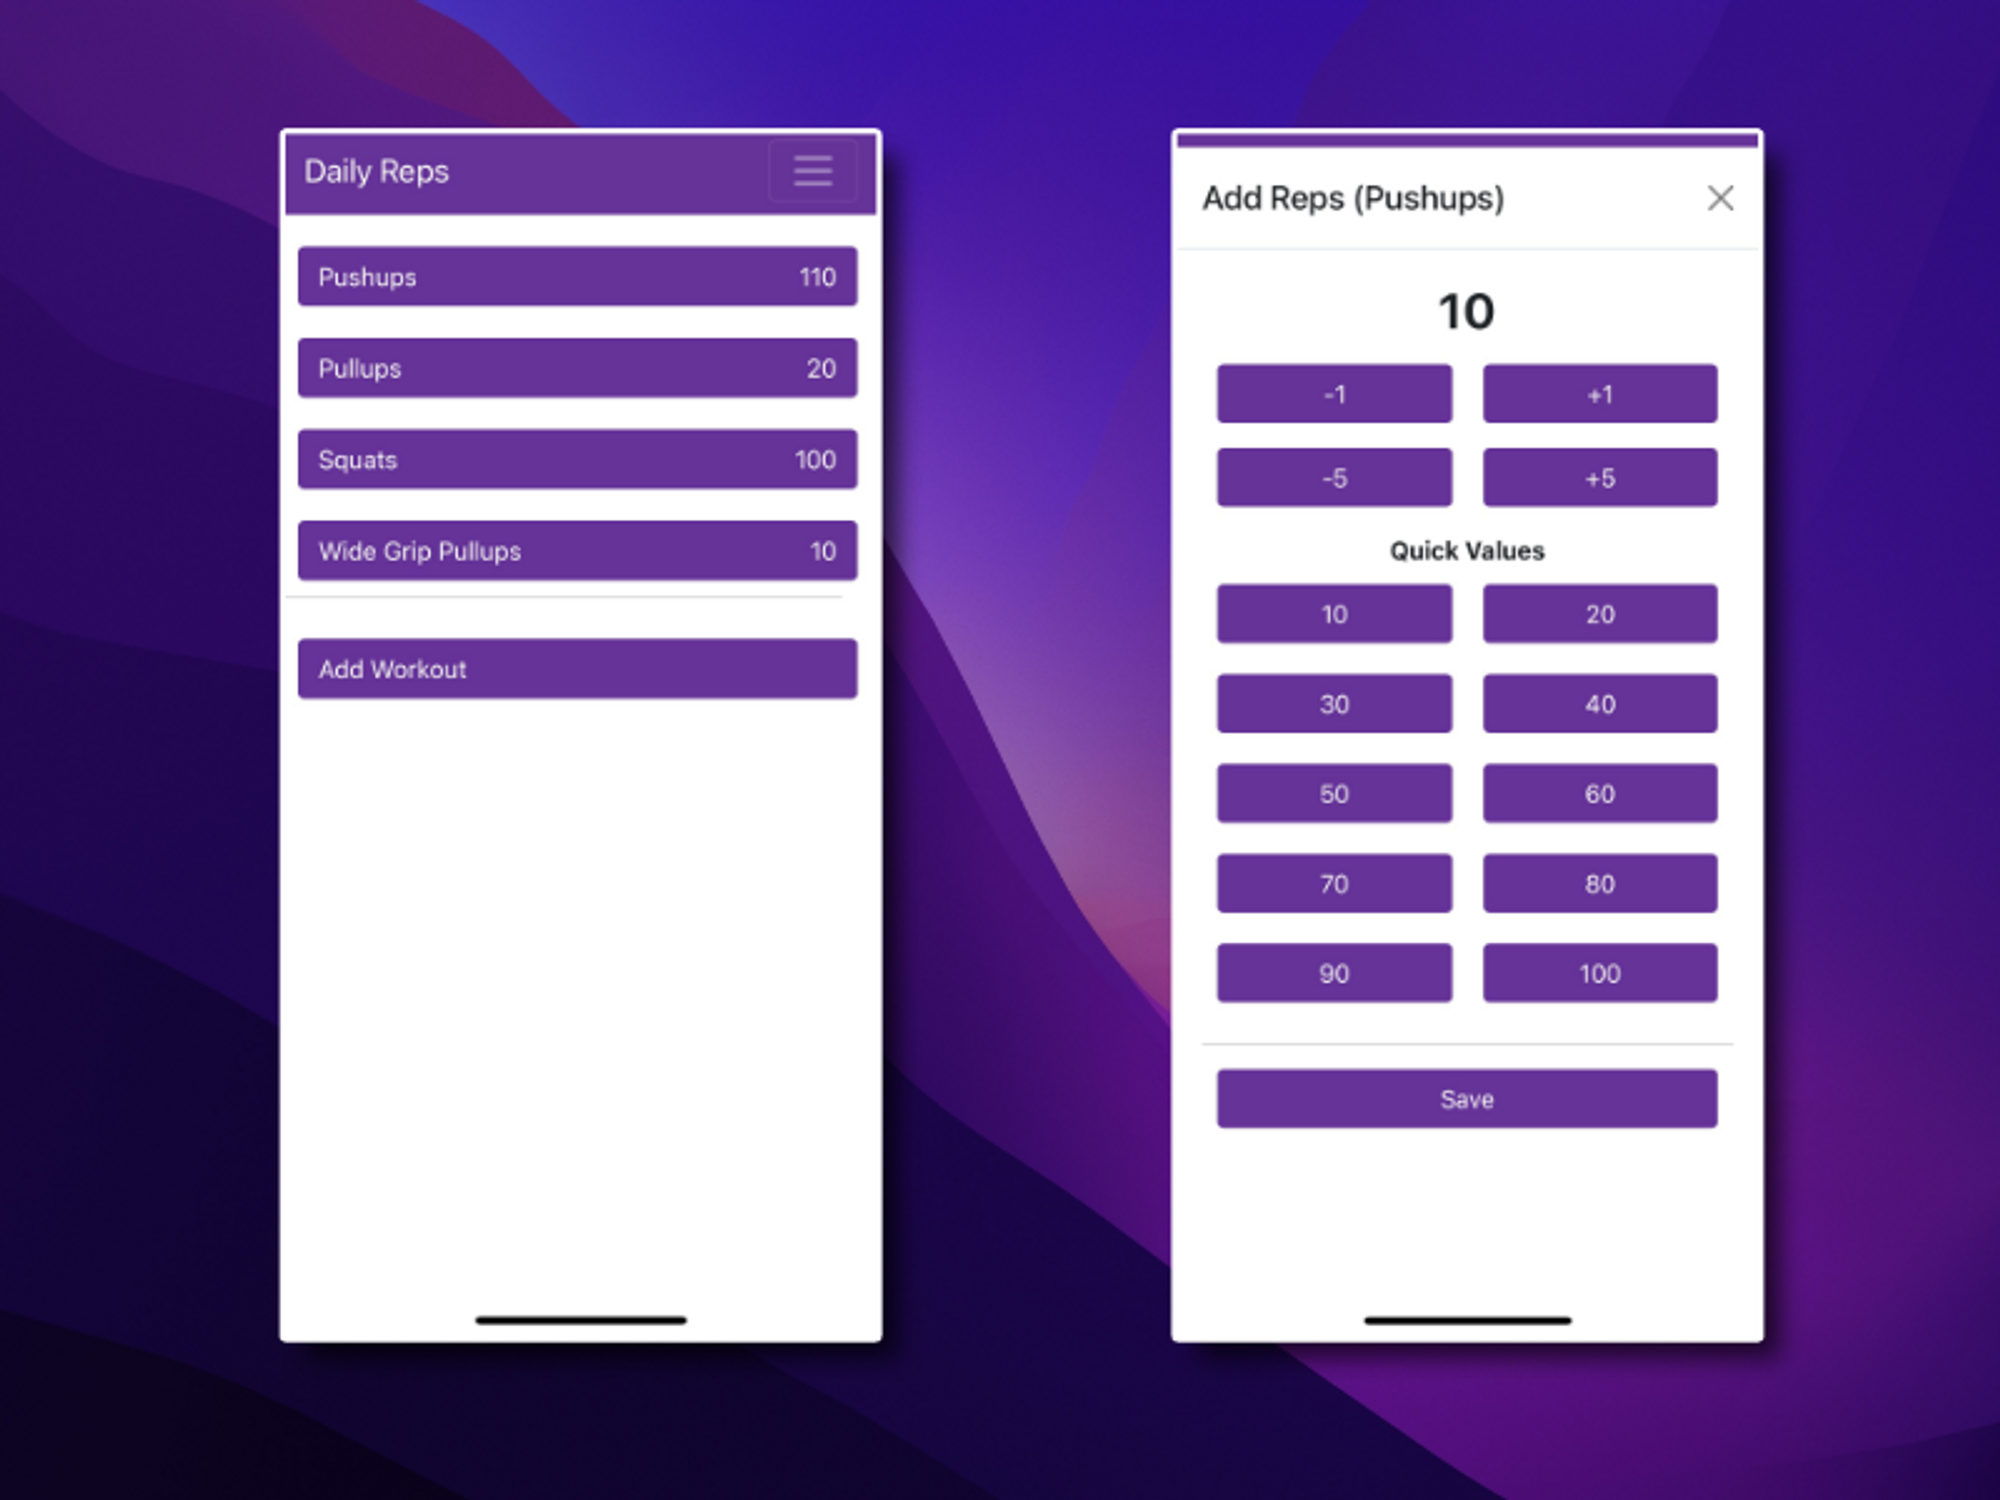 Daily Reps
Pushups 110
Pullups 20
Squats 100
Wide Grip Pullups 10
Add Workout
Add Reps (Pushups)
10
-1 +1
-5 +5
Quick Values
10 20
30 40
50 60
70 80
90 100
Save